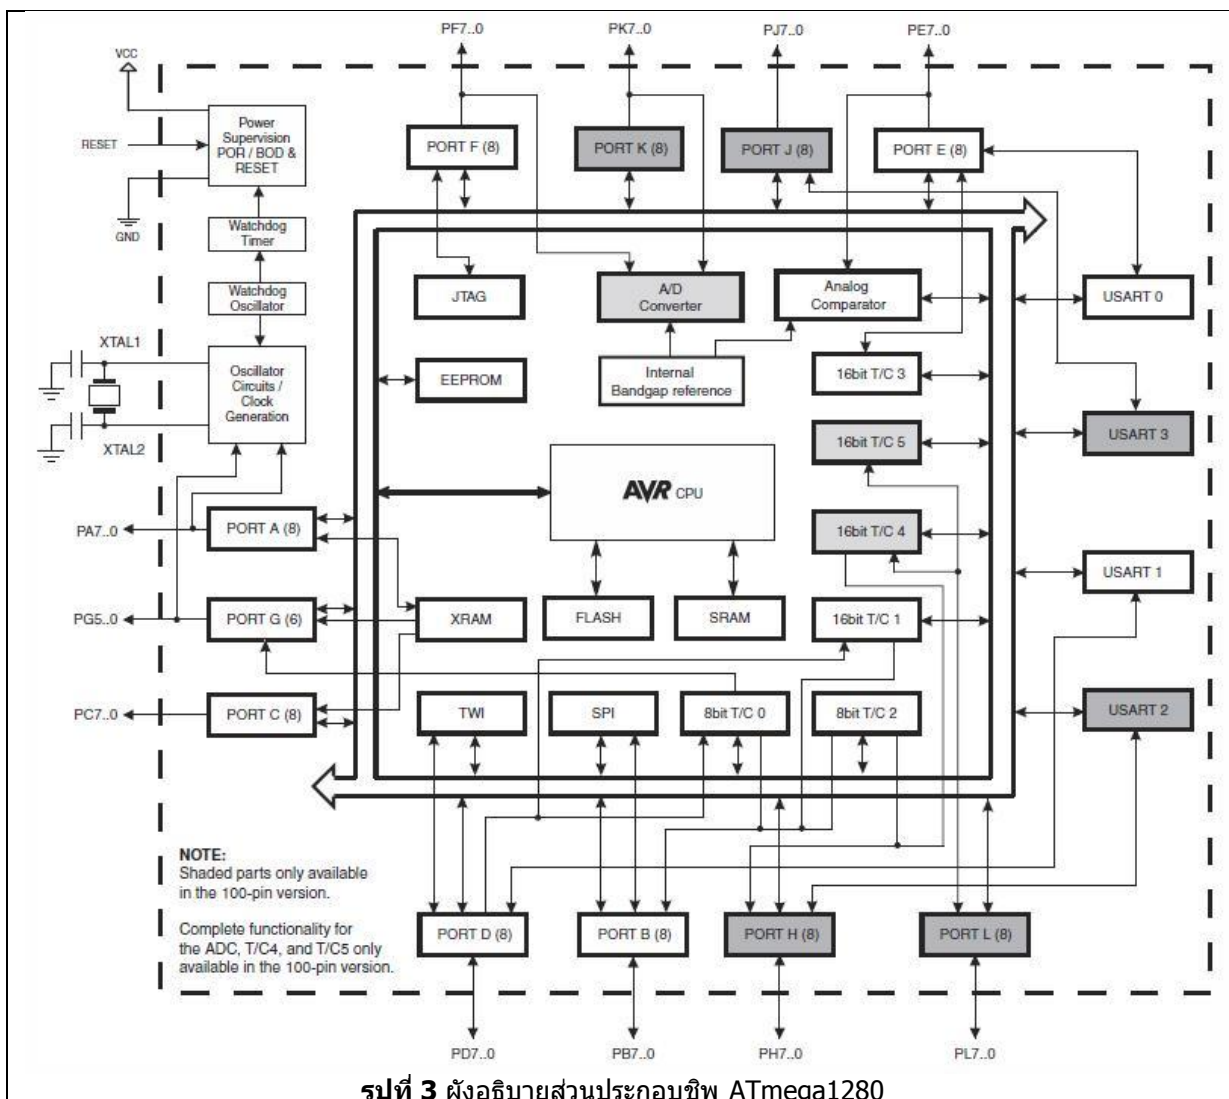 PF7..0
PK7..0
PJ7..0
PE7..0
VCC
RESET
GND
Power
Supervision
POR / BOD &
RESET
Watchdog
Timer
Watchdog
Oscillator
XTAL1
XTAL2
Oscillator
Circuits /
Clock
Generation
PORT F (8)
PORT K (8)
PORT J (8)
PORT E (8)
JTAG
A/D
Converter
Analog
Comparator
USART 0
EEPROM
Internal
Bandgap reference
16bit T/C 3
16bit T/C 5
USART 3
AVR CPU
PA7..0
PORT A (8)
16bit T/C 4
USART 1
PG5..0
PORT G (6)
XRAM
FLASH
SRAM
16bit T/C 1
PC7..0
PORT C (8)
TWI
SPI
8bit T/C 0
8bit T/C 2
USART 2
NOTE:
Shaded parts only available
in the 100-pin version.
Complete functionality for
the ADC, T/C4, and T/C5 only
available in the 100-pin version.
PORT D (8)
PORT B (8)
PORT H (8)
PORT L (8)
PD7..0
PB7..0
PH7..0
PL7..0
รูปที่ 3 ผังอธิบายส่วนประกอบชิพ ATmega1280